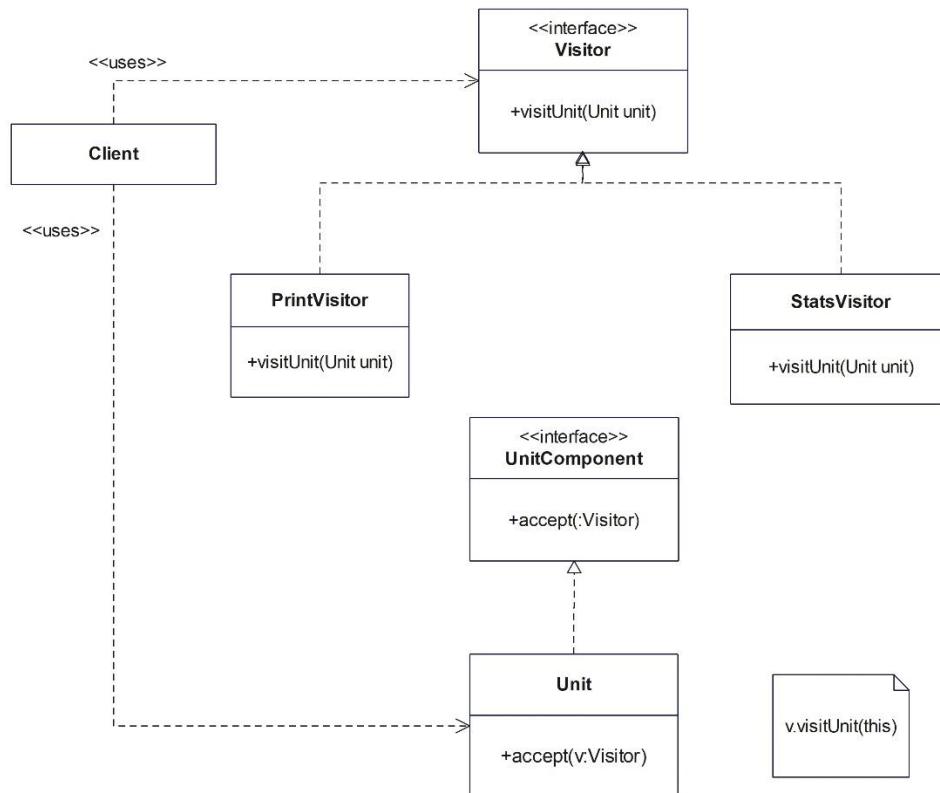 <<interface>>
Visitor
+visitUnit(Unit unit)
<<uses>>
Client
<<uses>>
PrintVisitor
+visitUnit(Unit unit)
StatsVisitor
+visitUnit(Unit unit)
<<interface>>
UnitComponent
+accept(:Visitor)
Unit
+accept(v:Visitor)
v.visitUnit(this)